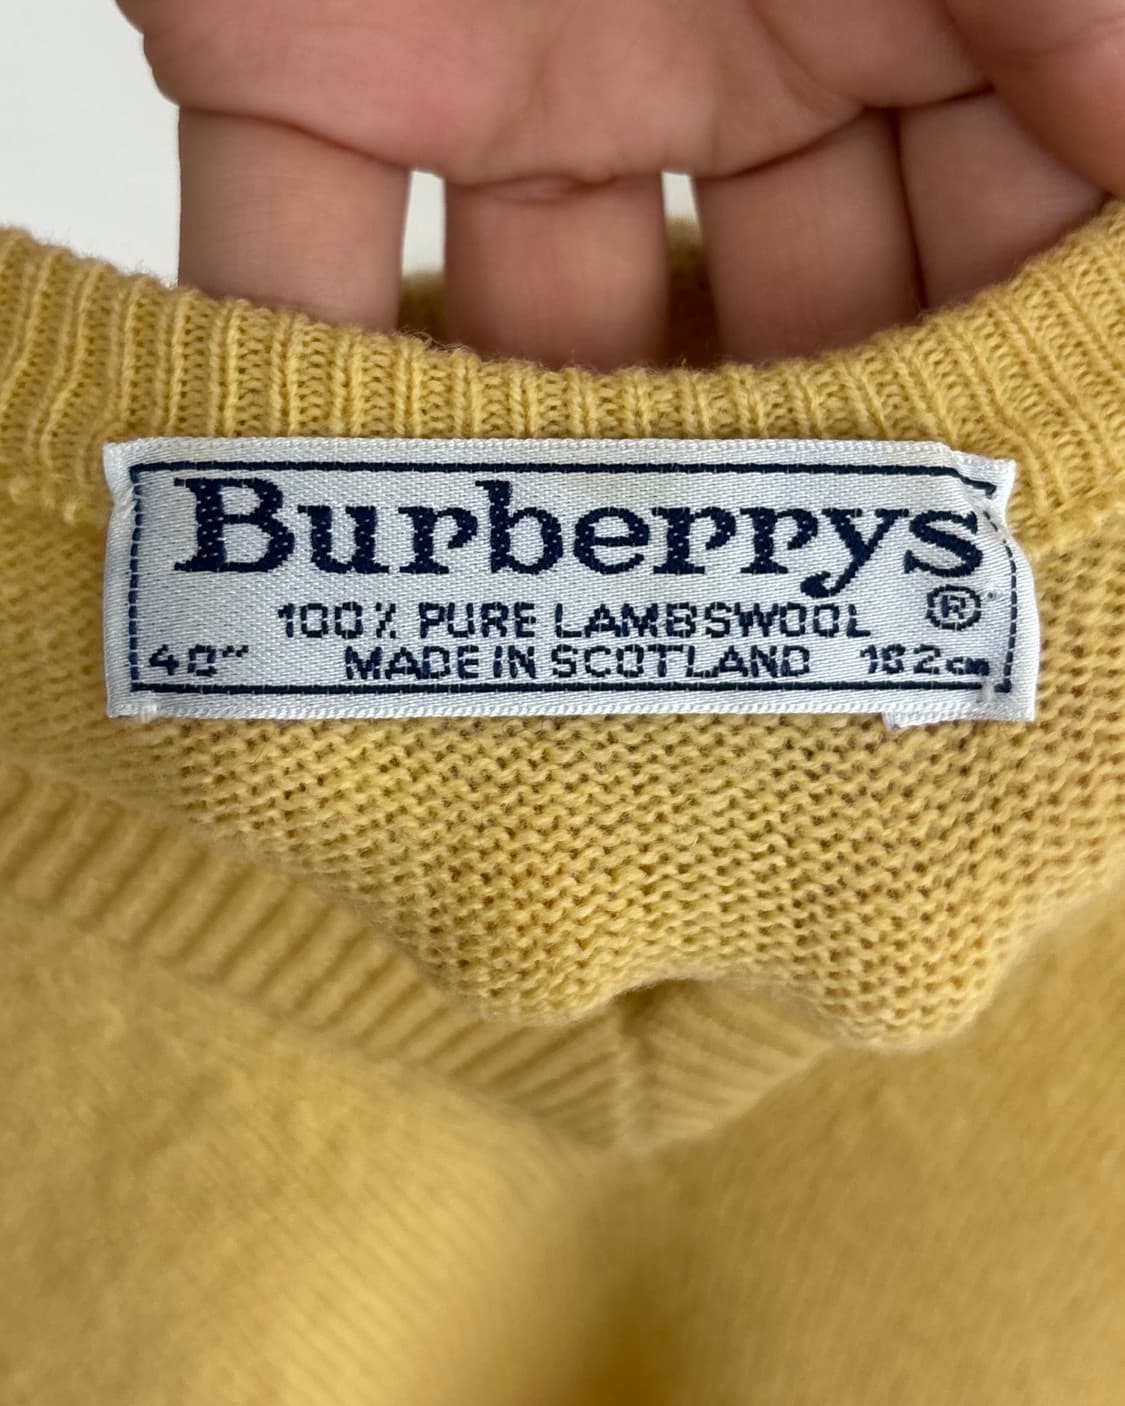 Burberrys
®
100% PURE LAMBSWOOL
40" MADE IN SCOTLAND 102cm